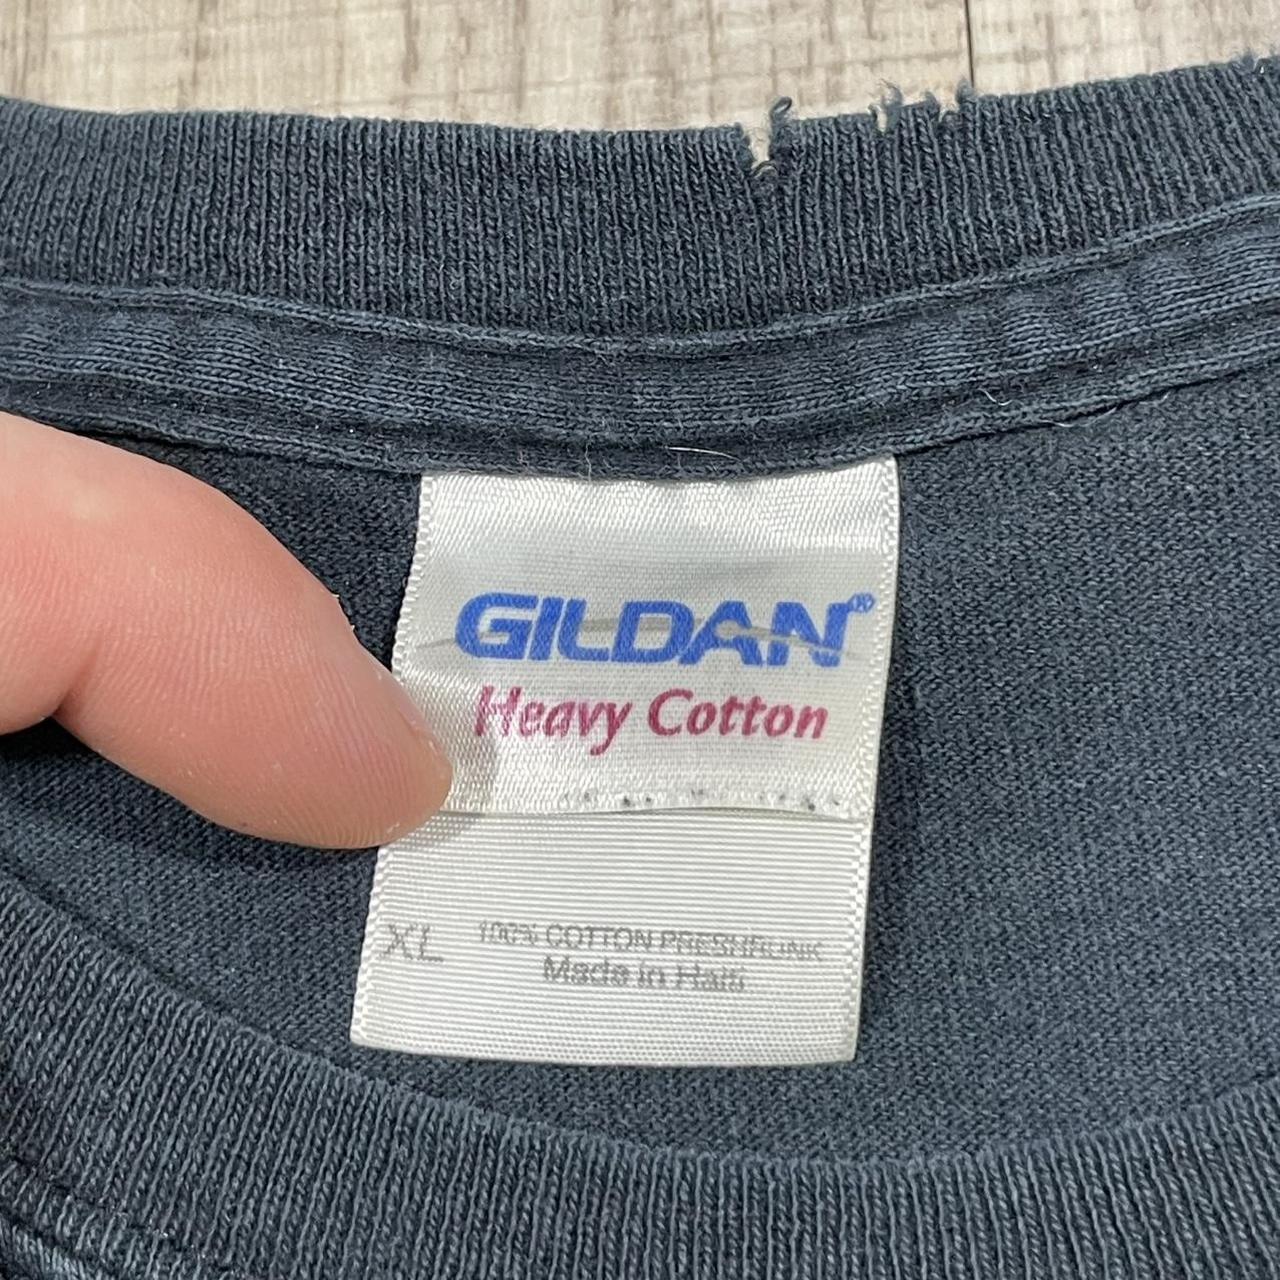 GILDAN®
Heavy Cotton
XL 100% COTTON PRESHRUNK
Made in Haiti